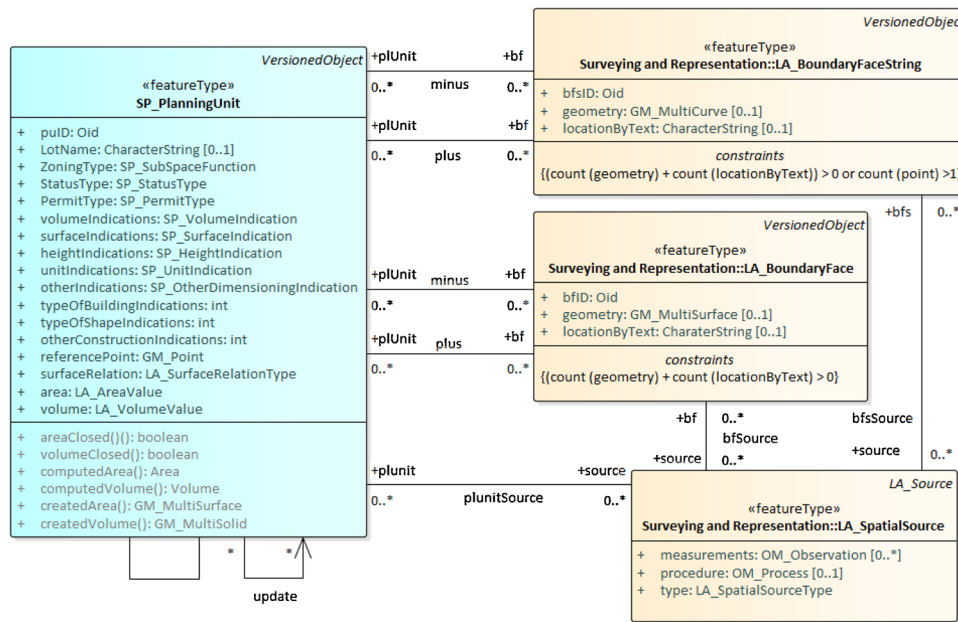 VersionedObject
«featureType»
SP_PlanningUnit
+ puID: Oid
+ LotName: CharacterString [0..1]
+ ZoningType: SP_SubSpaceFunction
+ StatusType: SP_StatusType
+ PermitType: SP_PermitType
+ volumeIndications: SP_VolumeIndication
+ surfaceIndications: SP_SurfaceIndication
+ heightIndications: SP_HeightIndication
+ unitIndications: SP_UnitIndication
+ otherIndications: SP_OtherDimensioningIndication
+ typeOfBuildingIndications: int
+ typeOfShapeIndications: int
+ otherConstructionIndications: int
+ referencePoint: GM_Point
+ surfaceRelation: LA_SurfaceRelationType
+ area: LA_AreaValue
+ volume: LA_VolumeValue
+ areaClosed()(): boolean
+ volumeClosed(): boolean
+ computedArea(): Area
+ computedVolume(): Volume
+ createdArea(): GM_MultiSurface
+ createdVolume(): GM_MultiSolid
* *
update
+plUnit +bf
0..* minus 0..*
+plUnit +bf
0..* plus 0..*
+plUnit minus +bf
0..* 0..*
+plUnit plus +bf
0..* 0..*
+plunit +source
0..* plunitSource 0..*
VersionedObjec
«featureType»
Surveying and Representation::LA_BoundaryFaceString
+ bfsID: Oid
+ geometry: GM_MultiCurve [0..1]
+ locationByText: CharacterString [0..1]
constraints
{(count (geometry) + count (locationByText)) > 0 or count (point) >1}
+bfs 0..*
VersionedObject
«featureType»
Surveying and Representation::LA_BoundaryFace
+ bfID: Oid
+ geometry: GM_MultiSurface [0..1]
+ locationByText: CharaterString [0..1]
constraints
{(count (geometry) + count (locationByText) > 0}
+bf 0..*
bfSource
+source 0..*
bfsSource
+source 0..*
LA_Source
«featureType»
Surveying and Representation::LA_SpatialSource
+ measurements: OM_Observation [0..*]
+ procedure: OM_Process [0..1]
+ type: LA_SpatialSourceType